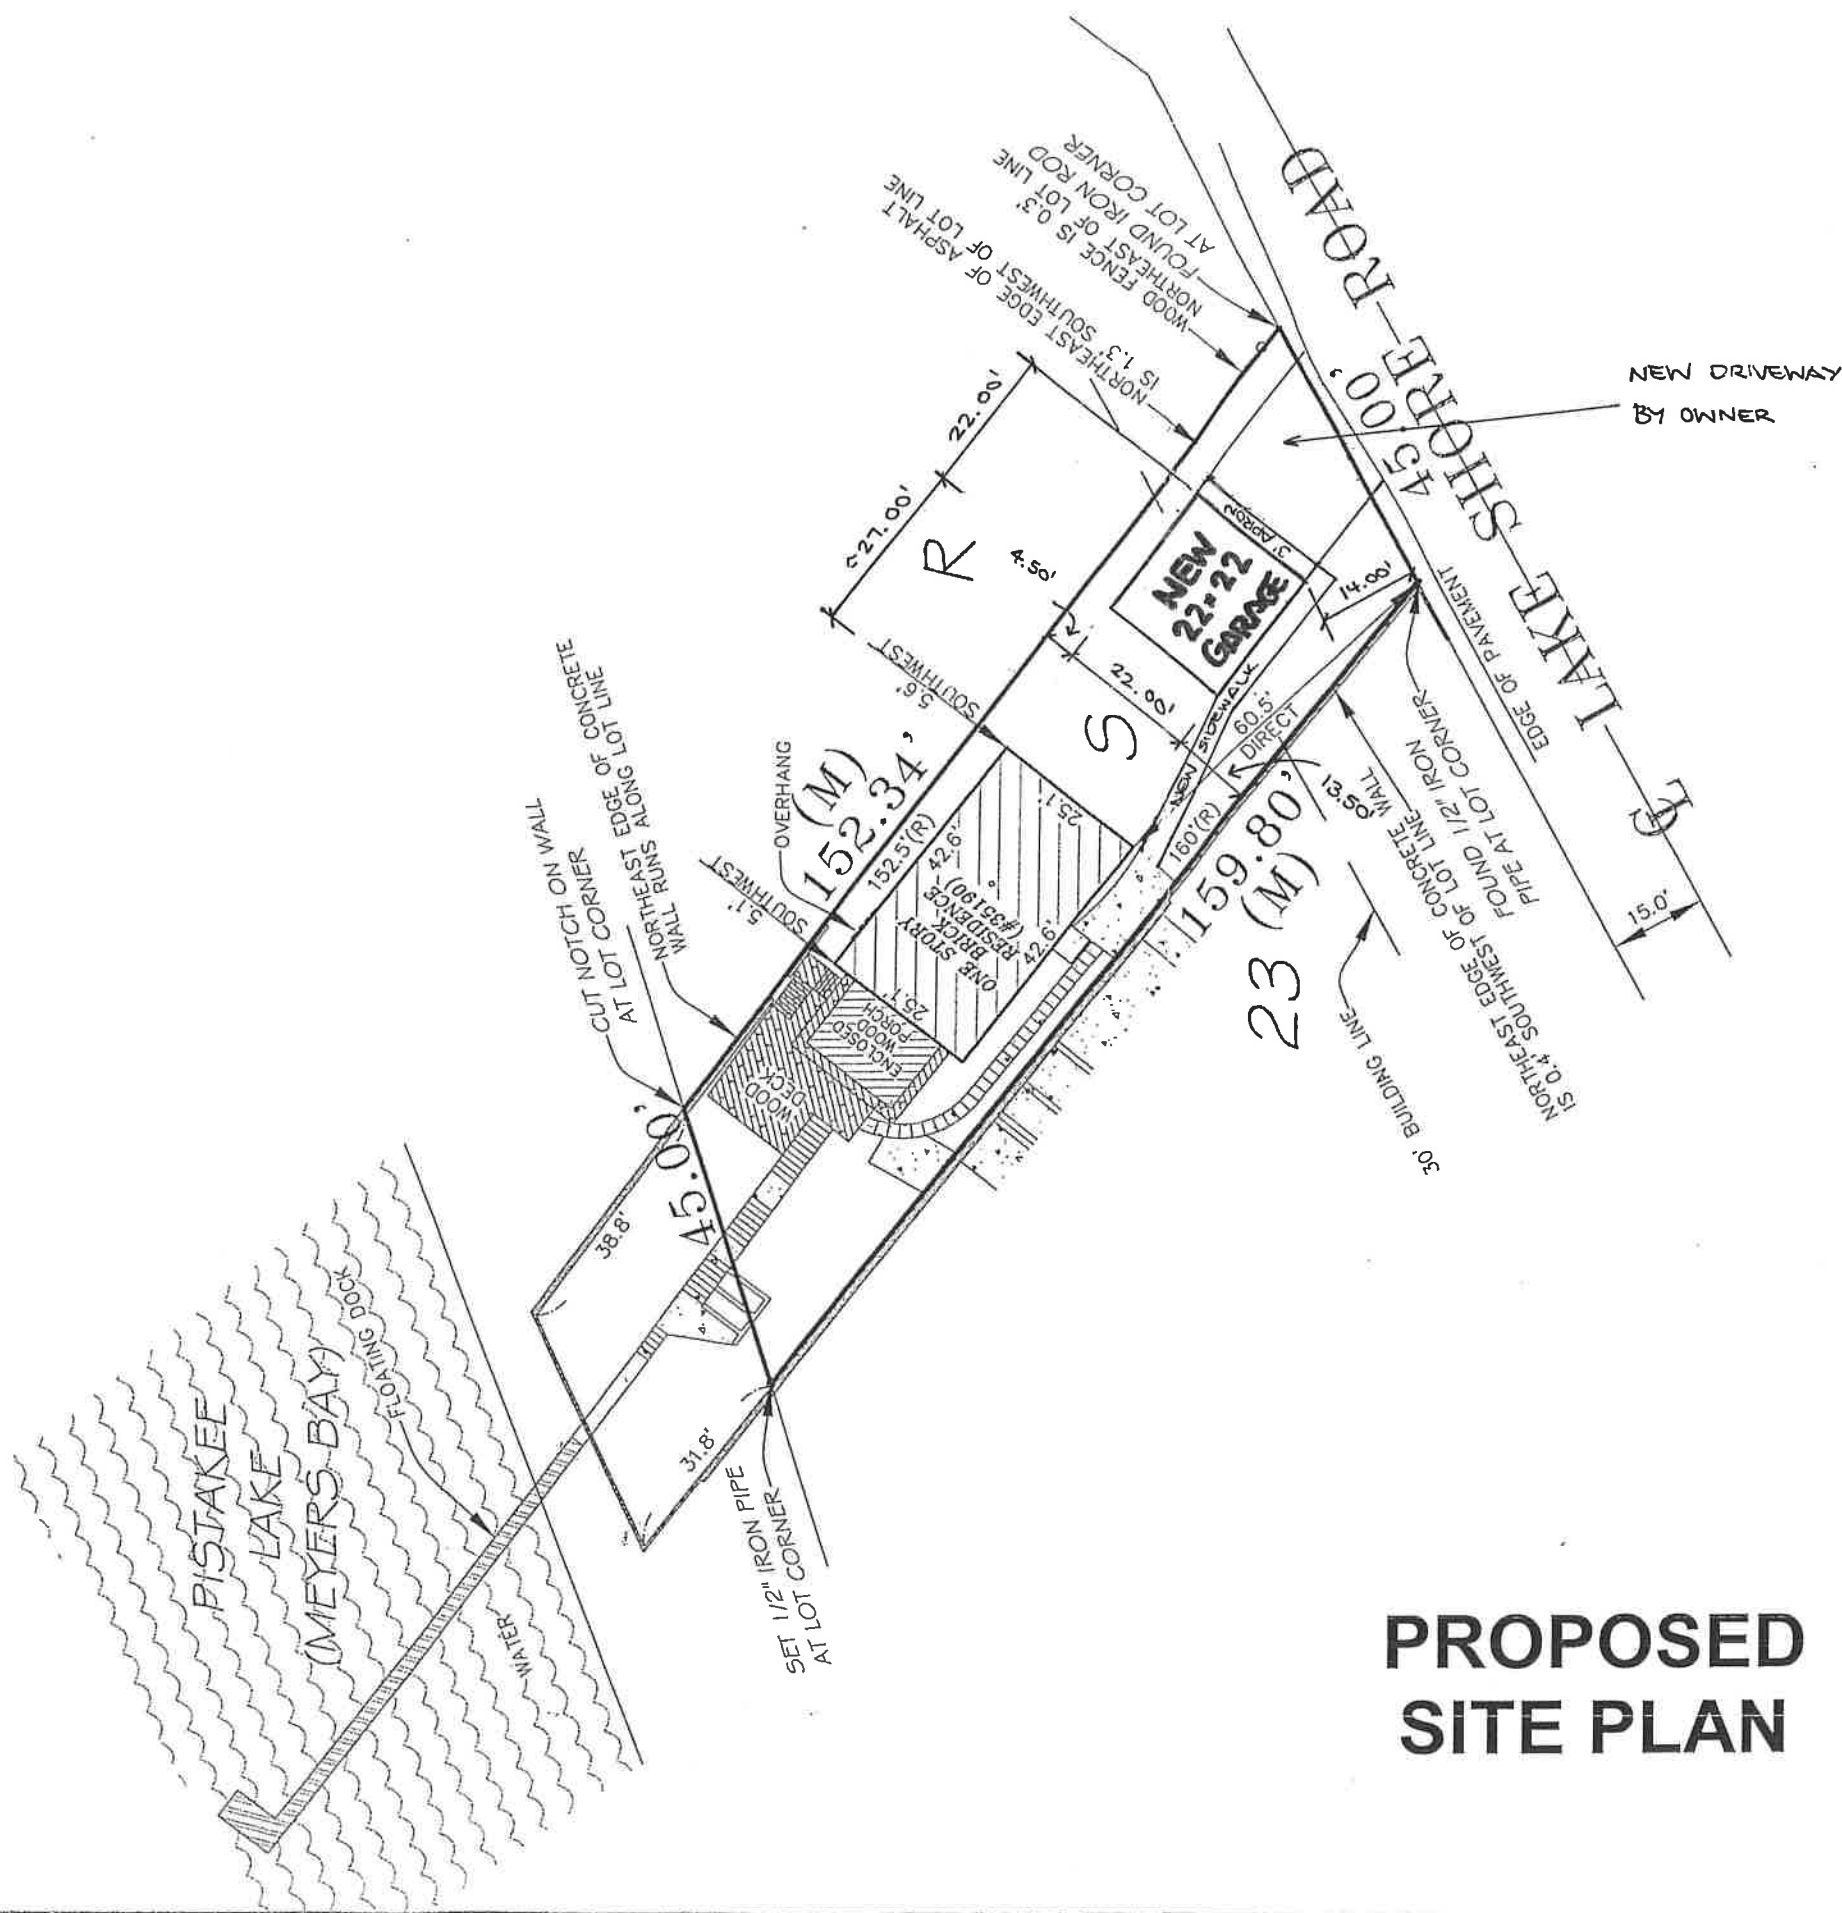 WOOD FENCE IS 0.3'
NORTHEAST OF LOT LINE
FOUND IRON ROD
AT LOT CORNER
NORTHEAST EDGE OF ASPHALT
IS 1.3' SOUTHWEST OF LOT LINE
LAKE SHORE ROAD
45.00'
NEW DRIVEWAY
BY OWNER
22.00'
~27.00'
R
4.50'
NEW
22x22
GARAGE
3' APRON
14.00'
EDGE OF PAVEMENT
5.6'
SOUTHWEST
22.00'
S
NEW SIDEWALK
60.5'
DIRECT
13.50'
OVERHANG
(M)
152.34'
152.5'(R)
42.6'
25.1'
ONE STORY
BRICK
RESIDENCE
(#35190)
42.6'
25.1'
160'(R)
159.80'
(M)
23
5.1'
SOUTHWEST
CUT NOTCH ON WALL
AT LOT CORNER
NORTHEAST EDGE OF CONCRETE
WALL RUNS ALONG LOT LINE
ENCLOSED
WOOD
PORCH
WOOD
DECK
45.00'
38.8'
31.8'
FOUND 1/2" IRON
PIPE AT LOT CORNER
NORTHEAST EDGE OF CONCRETE WALL
IS 0.4' SOUTHWEST OF LOT LINE
30' BUILDING LINE
15.0'
CL
PISTAKEE
LAKE
(MEYERS BAY)
FLOATING DOCK
WATER
SET 1/2" IRON PIPE
AT LOT CORNER
PROPOSED
SITE PLAN